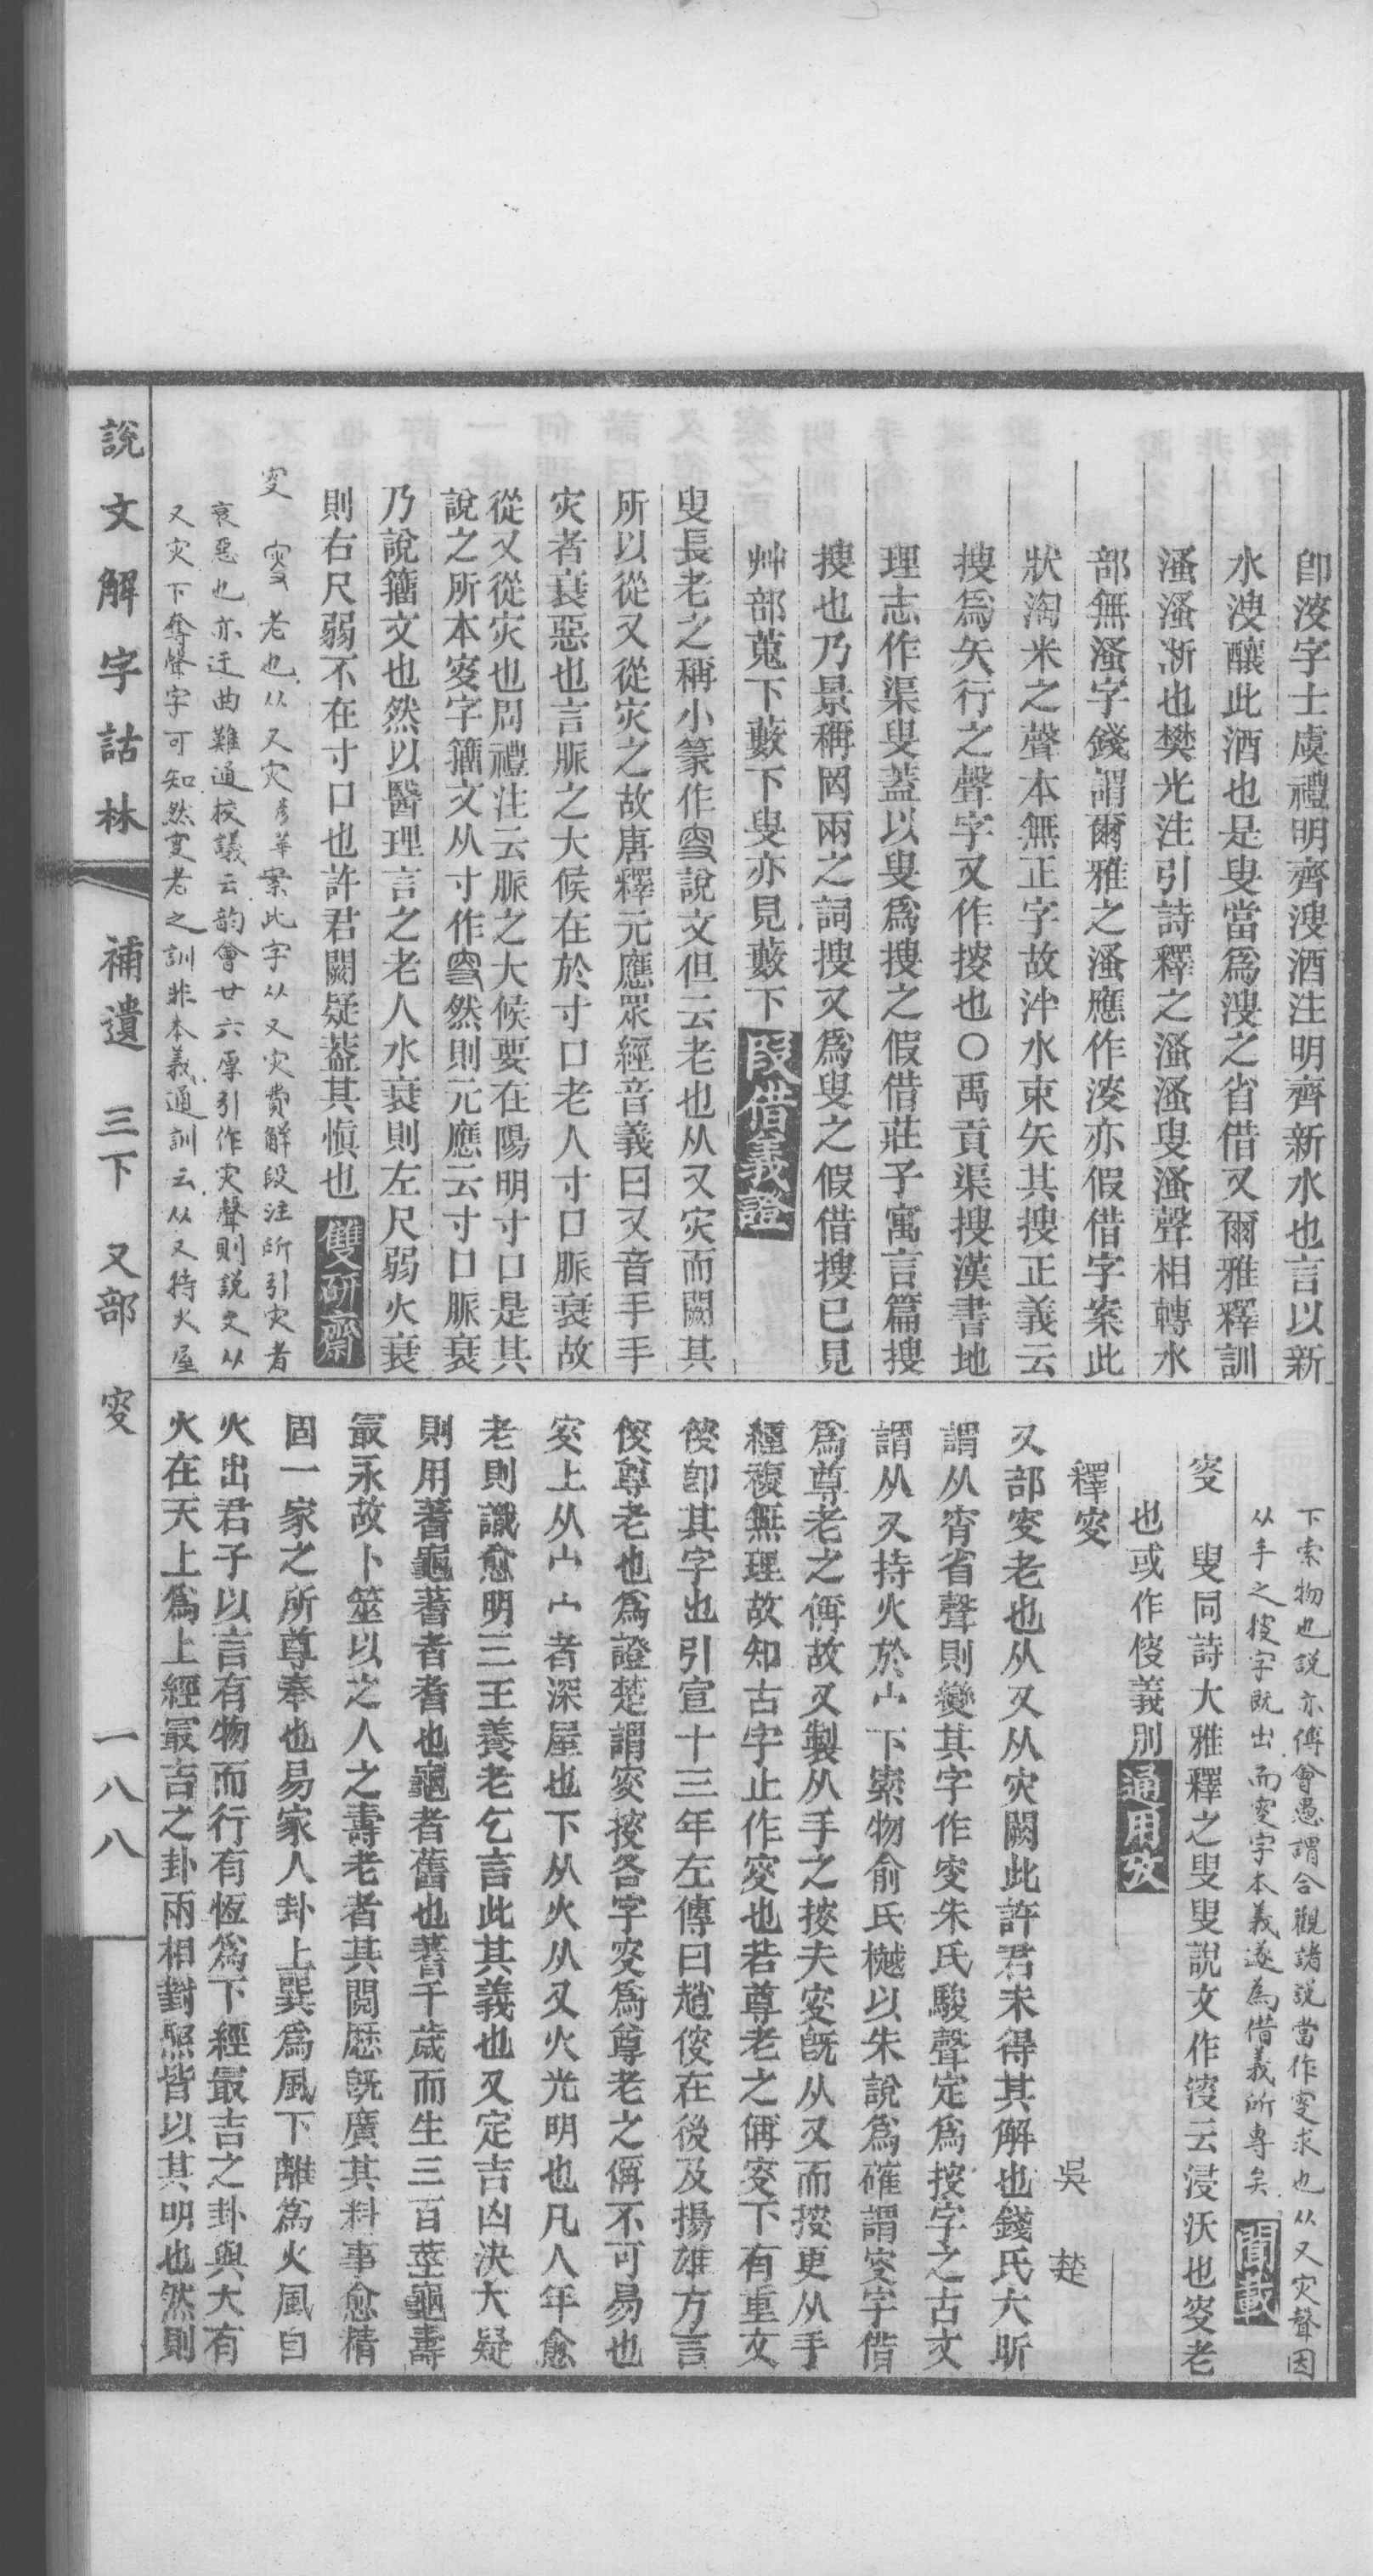 卽涭字士虞禮明齊溲酒注明齊新水也言以新
水溲釀此酒也是叟當爲溲之省借又爾雅釋訓
溞溞淅也樊光注引詩釋之溞溞叟溞聲相轉水
部無溞字錢謂爾雅之溞應作涭亦假借字案此
狀淘米之聲本無正字故泮水束矢其搜正義云
搜爲矢行之聲字又作挼也○禹貢渠搜漢書地
理志作渠叟蓋以叟爲搜之假借莊子寓言篇搜
搜也乃景稱罔兩之詞搜又爲叟之假借搜已見
艸部蒐下藪下叟亦見藪下 叚借義證
叟長老之稱小篆作𡨥說文但云老也从又灾而闕其
所以從又從灾之故唐釋元應眾經音義曰又音手手
灾者衰惡也言脈之大候在於寸口老人寸口脈衰故
從又從灾也周禮注云脈之大候要在陽明寸口是其
說之所本叜字籀文从寸作𡨥然則元應云寸口脈衰
乃說籀文也然以醫理言之老人水衰則左尺弱火衰
則右尺弱不在寸口也許君闕疑葢其愼也 雙研齋
叜 𡨥 老也从又灾彥華案此字从又灾費解段注所引灾者
衰惡也亦迂曲難通校議云韵會廿六厚引作灾聲則說文从
又灾下奪聲字可知然叜老之訓非本義通訓云从又持火屋
下索物也說亦傅會愚謂合觀諸說當作叜求也从又灾聲因
从手之挼字既出而叜字本義遂為借義所專矣 閒載
叜 叟同詩大雅釋之叟叟說文作溲云浸沃也叜老
也或作傁義別 通用攷
釋叜 吳楚
又部叜老也从又从灾闕此許君未得其解也錢氏大昕
謂从宵省聲則變其字作叜朱氏駿聲定爲挼字之古文
謂从又持火於宀下索物俞氏樾以朱說爲確謂叜字借
爲尊老之偁故又製从手之挼夫叜旣从又而挼更从手
經複無理故知古字止作叜也若尊老之偁叜下有重文
傁卽其字也引宣十三年左傳曰趙傁在後及揚雄方言
傁尊老也爲證楚謂叜挼各字叜爲尊老之偁不可易也
叜上从宀宀者深屋也下从火从又火光明也凡人年愈
老則識愈明三王養老乞言此其義也又定吉凶決大疑
則用蓍龜蓍者耆也龜者舊也蓍千歲而生三百莖龜壽
最永故卜筮以之人之壽老者其閱歷旣廣其料事愈精
固一家之所尊奉也易家人卦上巽爲風下離爲火風自
火出君子以言有物而行有恆爲下經最吉之卦與大有
火在天上爲上經最吉之卦兩相對照皆以其明也然則
說文解字詁林 補遺 三下 又部 叜 一八八